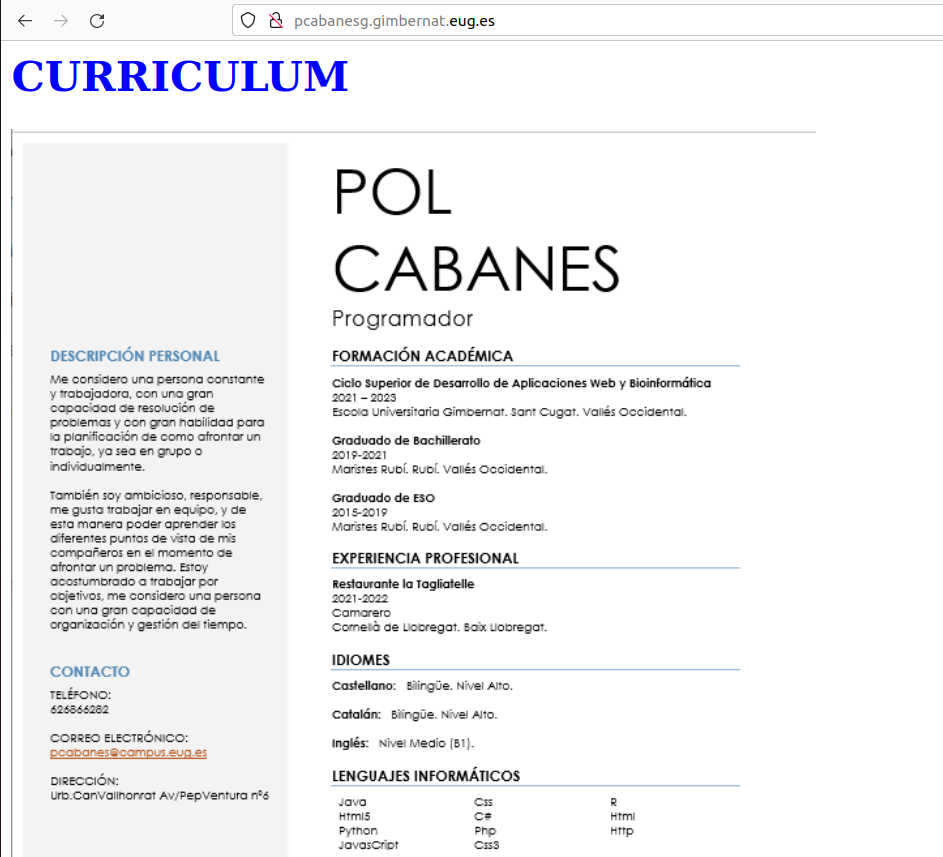 pcabanesg.gimbernat.eug.es
CURRICULUM
POL
CABANES
Programador
DESCRIPCIÓN PERSONAL
Me considero una persona constante
y trabajadora, con una gran
capacidad de resolución de
problemas y con gran habilidad para
la planificación de como afrontar un
trabajo, ya sea en grupo o
individualmente.
También soy ambicioso, responsable,
me gusta trabajar en equipo, y de
esta manera poder aprender los
diferentes puntos de vista de mis
compañeros en el momento de
afrontar un problema. Estoy
acostumbrado a trabajar por
objetivos, me considero una persona
con una gran capacidad de
organización y gestión del tiempo.
CONTACTO
TELÉFONO:
626866282
CORREO ELECTRÓNICO:
pcabanes@campus.eug.es
DIRECCIÓN:
Urb.CanVallhonrat Av/PepVentura nº6
FORMACIÓN ACADÉMICA
Ciclo Superior de Desarrollo de Aplicaciones Web y Bioinformática
2021 – 2023
Escola Universitaria Gimbernat. Sant Cugat. Vallés Occidental.
Graduado de Bachillerato
2019-2021
Maristes Rubí. Rubí. Vallés Occidental.
Graduado de ESO
2015-2019
Maristes Rubí. Rubí. Vallés Occidental.
EXPERIENCIA PROFESIONAL
Restaurante la Tagliatelle
2021-2022
Camarero
Cornellà de Llobregat. Baix Llobregat.
IDIOMES
Castellano: Bilingüe. Nivel Alto.
Catalán: Bilingüe. Nivel Alto.
Inglés: Nivel Medio (B1).
LENGUAJES INFORMÁTICOS
Java Css R
Html5 C# Html
Python Php Http
JavasCript Css3